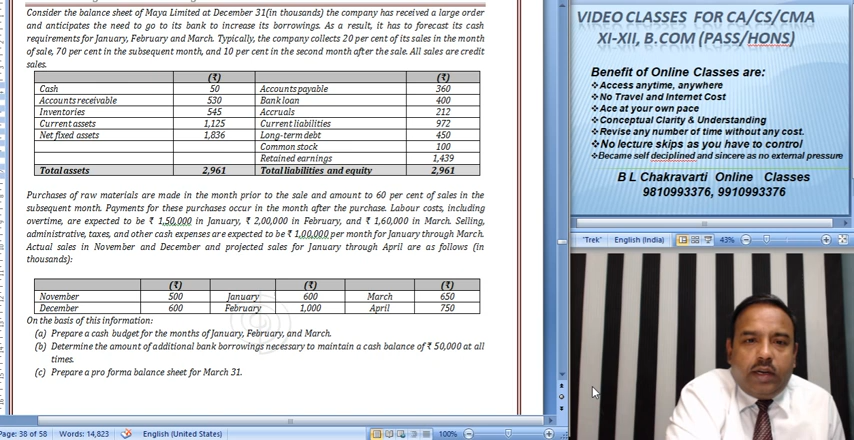 Consider the balance sheet of Maya Limited at December 31(in thousands) the company has received a large order
and anticipates the need to go to its bank to increase its borrowings. As a result, it has to forecast its cash
requirements for January, February and March. Typically, the company collects 20 per cent of its sales in the month
of sale, 70 per cent in the subsequent month, and 10 per cent in the second month after the sale. All sales are credit
sales.
(₹) (₹)
Cash 50 Accounts payable 360
Accounts receivable 530 Bank loan 400
Inventories 545 Accruals 212
Current assets 1,125 Current liabilities 972
Net fixed assets 1,836 Long-term debt 450
Common stock 100
Retained earnings 1,439
Total assets 2,961 Total liabilities and equity 2,961
Purchases of raw materials are made in the month prior to the sale and amount to 60 per cent of sales in the
subsequent month. Payments for these purchases occur in the month after the purchase. Labour costs, including
overtime, are expected to be ₹ 1,50,000 in January, ₹ 2,00,000 in February, and ₹ 1,60,000 in March. Selling,
administrative, taxes, and other cash expenses are expected to be ₹ 1,00,000 per month for January through March.
Actual sales in November and December and projected sales for January through April are as follows (in
thousands):
(₹) (₹) (₹)
November 500 January 600 March 650
December 600 February 1,000 April 750
On the basis of this information:
(a) Prepare a cash budget for the months of January, February, and March.
(b) Determine the amount of additional bank borrowings necessary to maintain a cash balance of ₹ 50,000 at all
times.
(c) Prepare a pro forma balance sheet for March 31.
Page: 38 of 58 Words: 14,823 English (United States) 100%
VIDEO CLASSES FOR CA/CS/CMA
XI-XII, B.COM (PASS/HONS)
Benefit of Online Classes are:
❖Access anytime, anywhere
❖No Travel and Internet Cost
❖Ace at your own pace
❖Conceptual Clarity & Understanding
❖Revise any number of time without any cost.
❖No lecture skips as you have to control
❖Became self deciplined and sincere as no external pressure
B L Chakravarti Online Classes
9810993376, 9910993376
"Trek" English (India) 43%